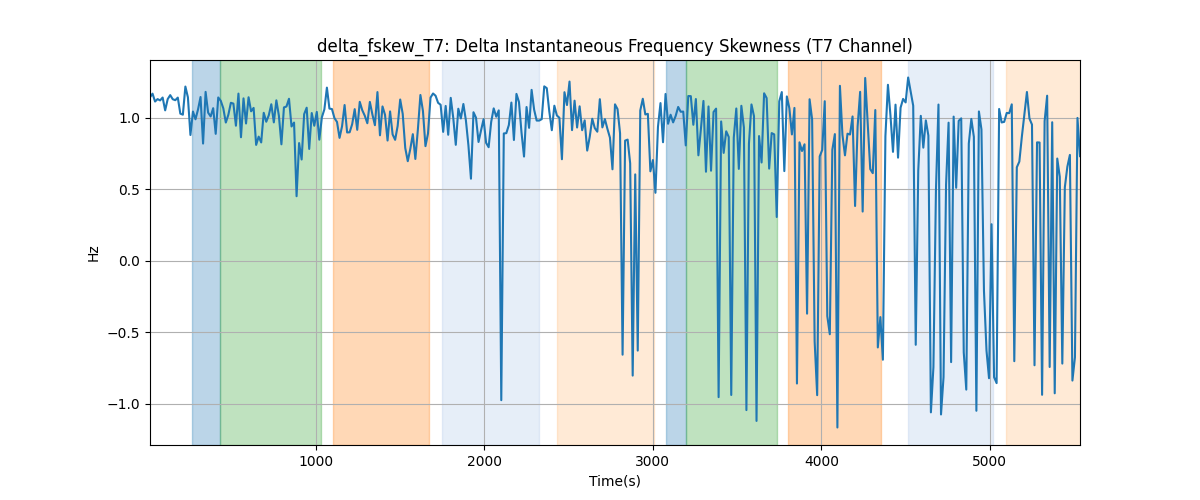 delta_fskew_T7: Delta Instantaneous Frequency Skewness (T7 Channel)
Hz
1.0
0.5
0.0
−0.5
−1.0
1000 2000 3000 4000 5000
Time(s)